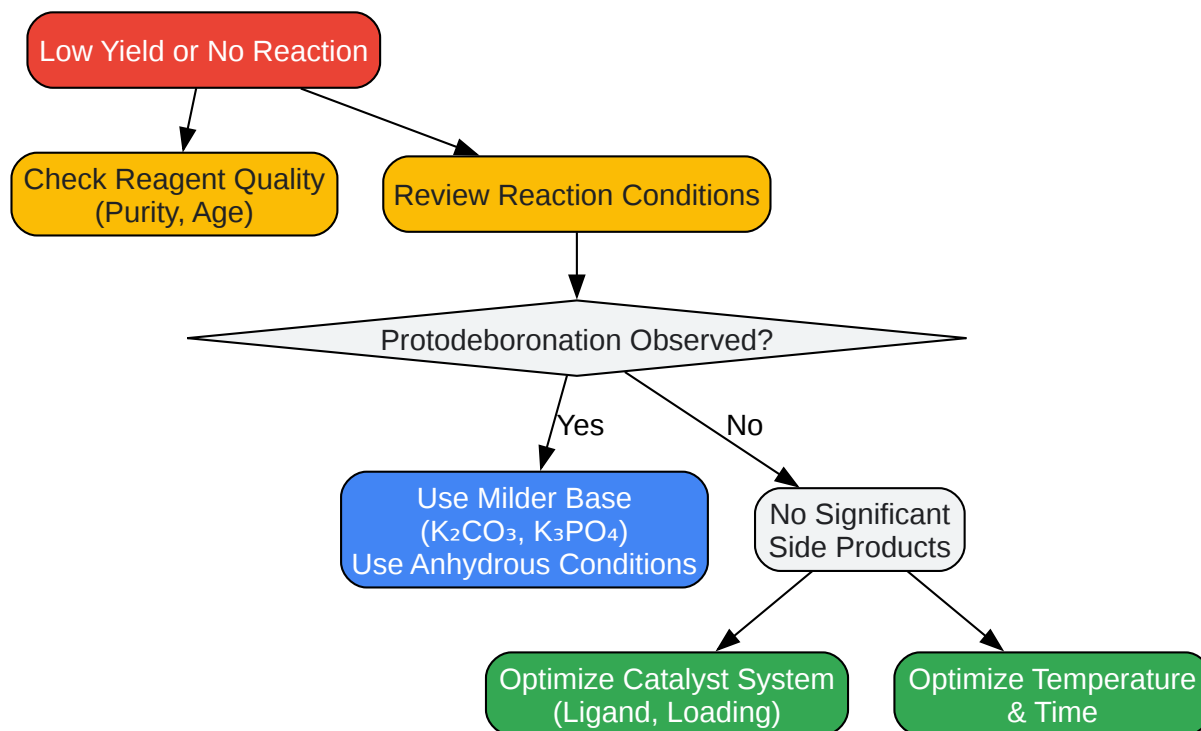 Low Yield or No Reaction
Check Reagent Quality
(Purity, Age)
Review Reaction Conditions
Protodeboronation Observed?
Yes
No
Use Milder Base
(K₂CO₃, K₃PO₄)
Use Anhydrous Conditions
No Significant
Side Products
Optimize Catalyst System
(Ligand, Loading)
Optimize Temperature
& Time